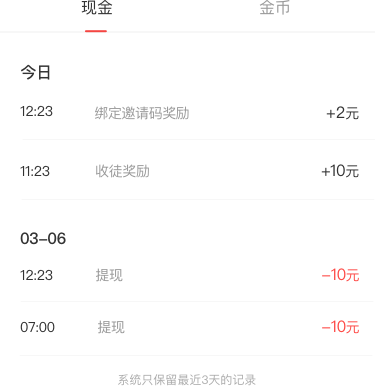 现金 金币
今日
12:23 绑定邀请码奖励 +2元
11:23 收徒奖励 +10元
03-06
12:23 提现 -10元
07:00 提现 -10元
系统只保留最近3天的记录